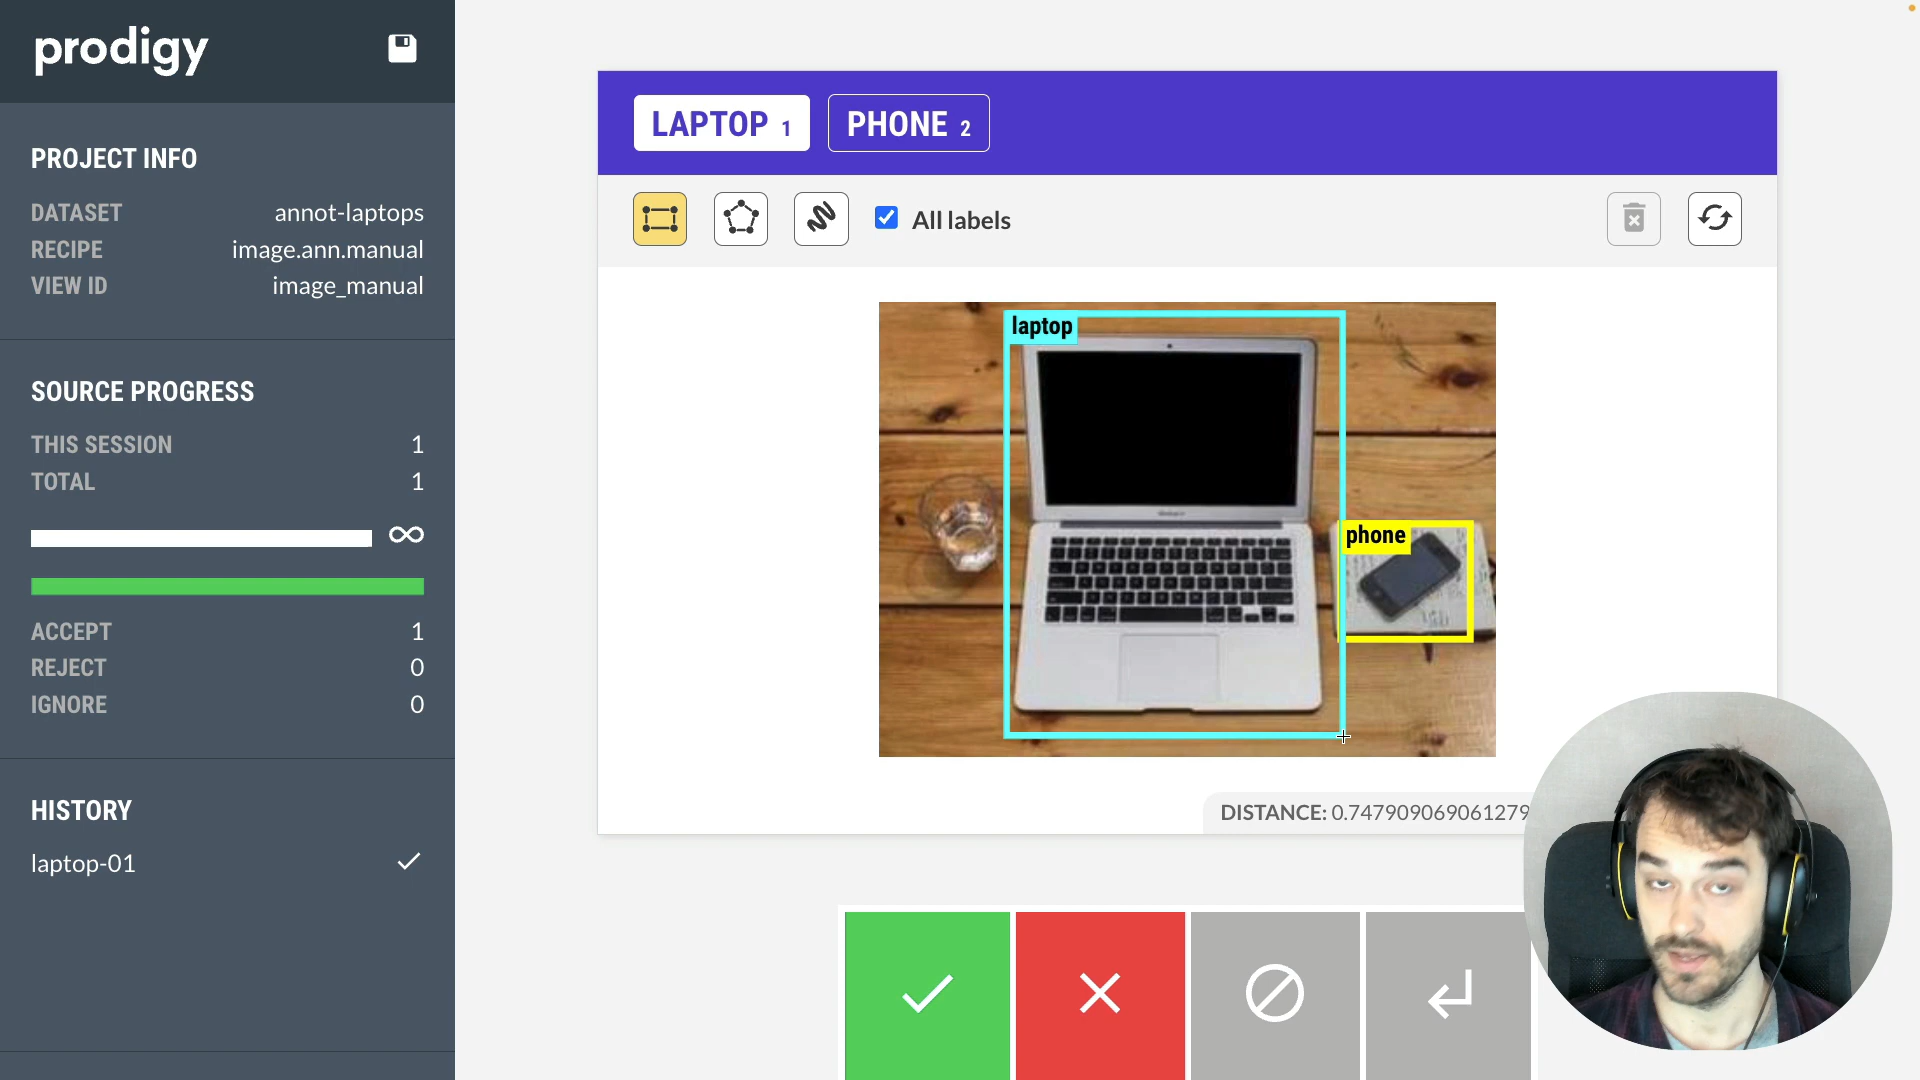 prodigy
PROJECT INFO
DATASET annot-laptops
RECIPE image.ann.manual
VIEW ID image_manual
SOURCE PROGRESS
THIS SESSION 1
TOTAL 1
∞
ACCEPT 1
REJECT 0
IGNORE 0
HISTORY
laptop-01
LAPTOP 1 PHONE 2
All labels
laptop
phone
DISTANCE: 0.747909069061279